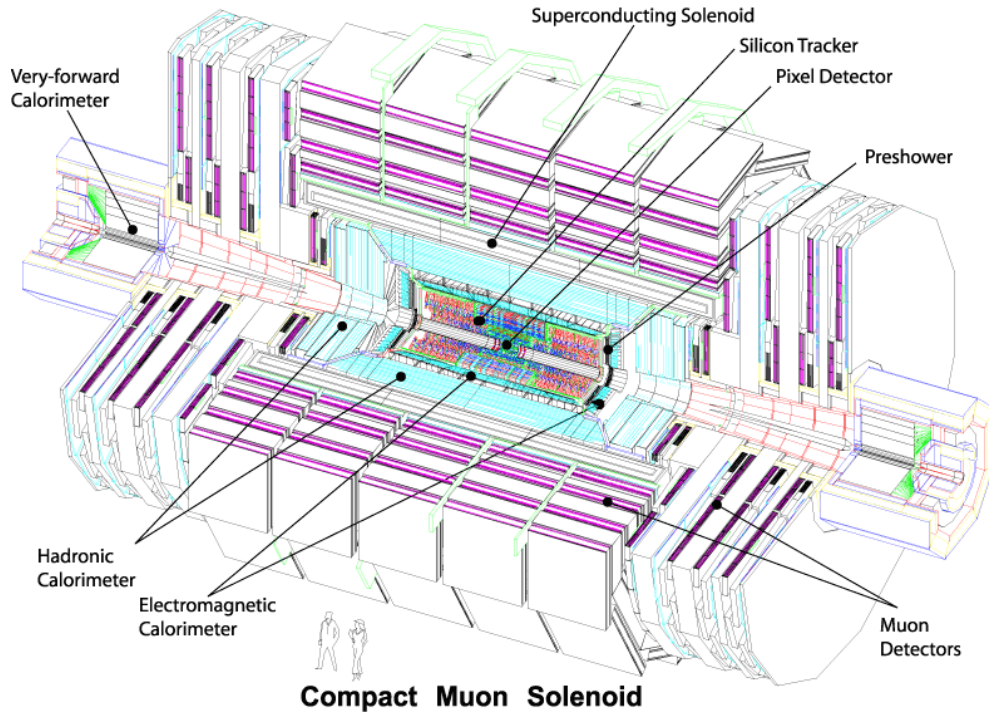 Superconducting Solenoid
Silicon Tracker
Pixel Detector
Very-forward
Calorimeter
Preshower
Hadronic
Calorimeter
Electromagnetic
Calorimeter
Muon
Detectors
Compact Muon Solenoid